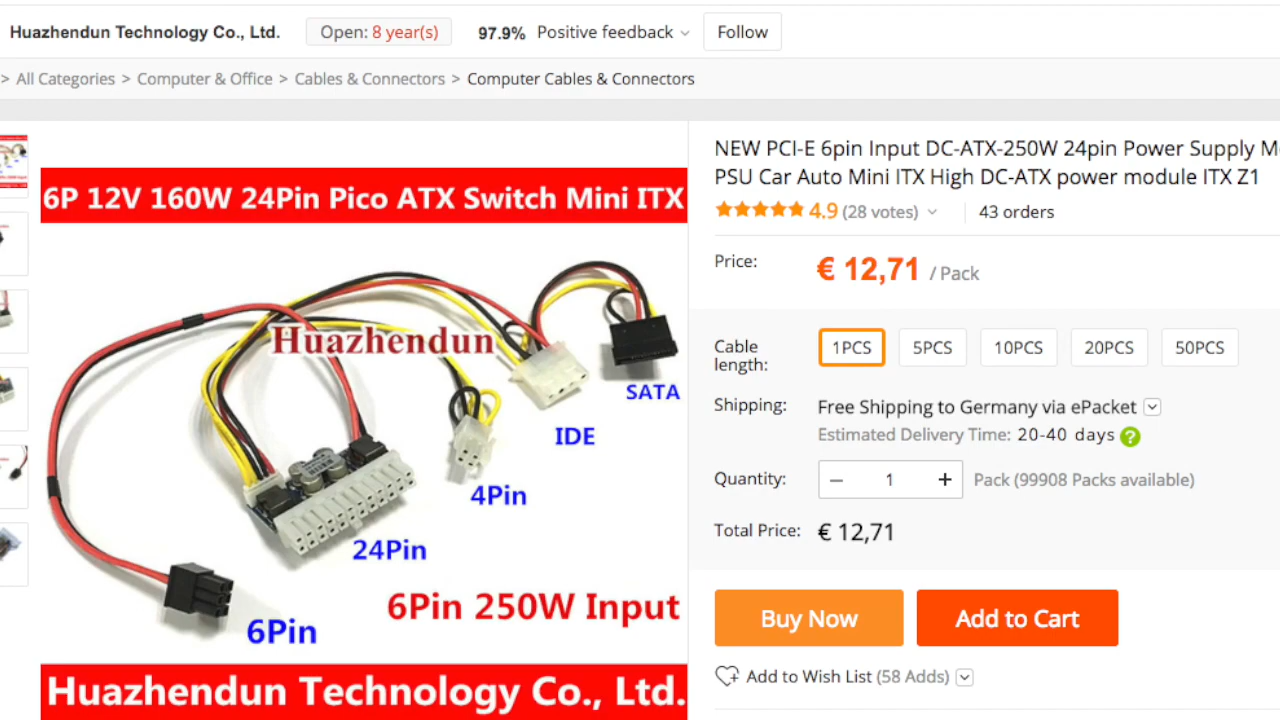 Huazhendun Technology Co., Ltd. Open: 8 year(s) 97.9% Positive feedback Follow
> All Categories > Computer & Office > Cables & Connectors > Computer Cables & Connectors
6P 12V 160W 24Pin Pico ATX Switch Mini ITX
Huazhendun
SATA
IDE
4Pin
24Pin
6Pin 250W Input
6Pin
Huazhendun Technology Co., Ltd.
NEW PCI-E 6pin Input DC-ATX-250W 24pin Power Supply
PSU Car Auto Mini ITX High DC-ATX power module ITX Z1
4.9 (28 votes) 43 orders
Price: € 12,71 / Pack
Cable length: 1PCS 5PCS 10PCS 20PCS 50PCS
Shipping: Free Shipping to Germany via ePacket
Estimated Delivery Time: 20-40 days ?
Quantity: – 1 + Pack (99908 Packs available)
Total Price: € 12,71
Buy Now Add to Cart
Add to Wish List (58 Adds)